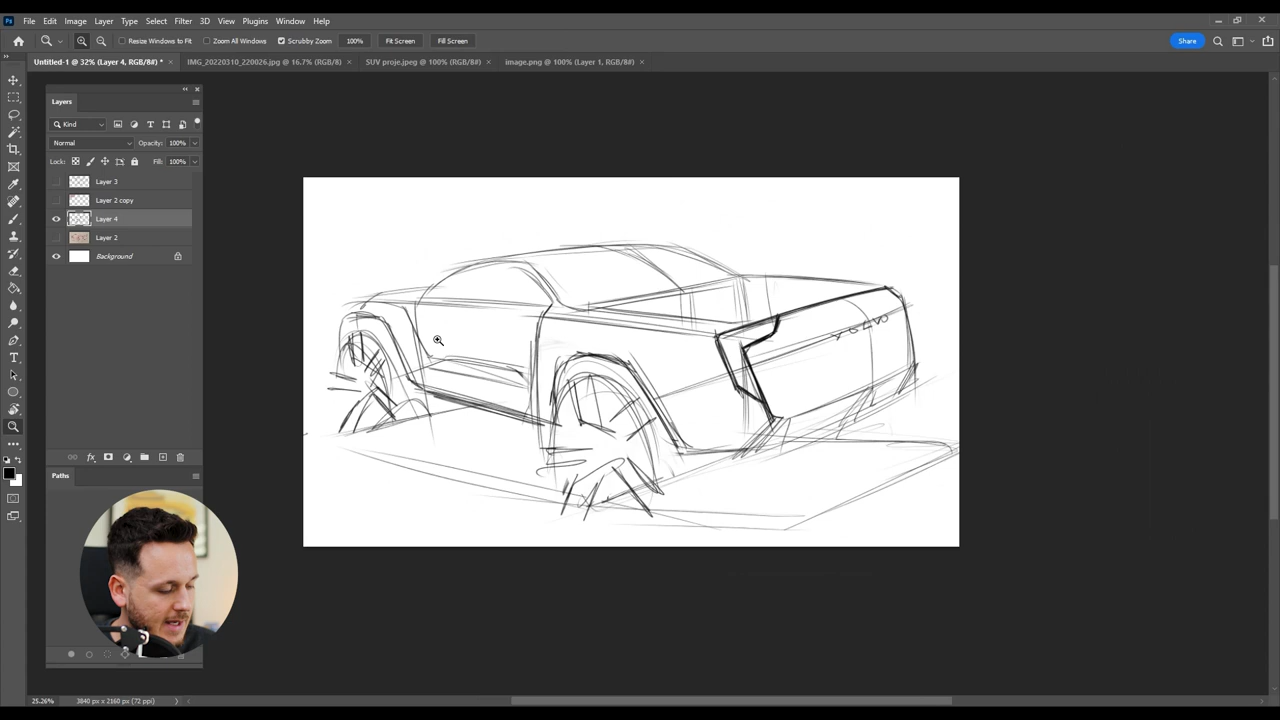 File Edit Image Layer Type Select Filter 3D View Plugins Window Help
Resize Windows to Fit Zoom All Windows Scrubby Zoom 100% Fit Screen Fill Screen Share
Untitled-1 @ 32% (Layer 4, RGB/8#) * × IMG_20220310_220026.jpg @ 16.7% (RGB/8) × SUV proje.jpeg @ 100% (RGB/8#) × image.png @ 100% (Layer 1, RGB/8#) ×
Layers
Kind
Normal Opacity: 100%
Lock: Fill: 100%
Layer 3
Layer 2 copy
Layer 4
Layer 2
Background
Paths
VOLVO
25.26% 3840 px x 2160 px (72 ppi)